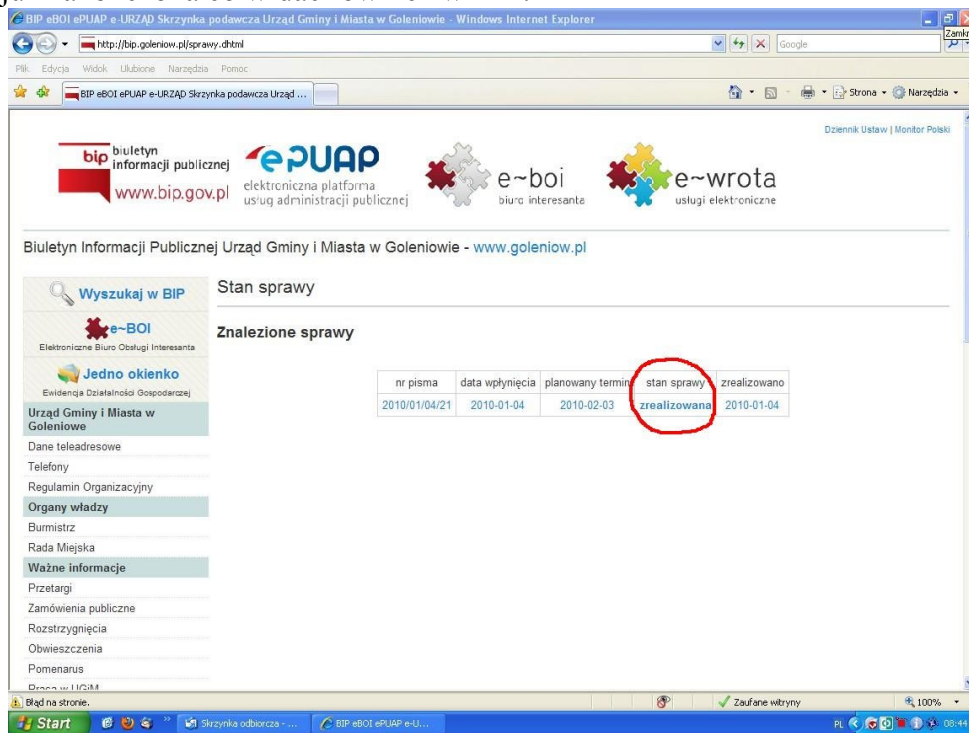 BIP eBOI ePUAP e-URZĄD Skrzynka podawcza Urząd Gminy i Miasta w Goleniowie - Windows Internet Explorer
http://bip.goleniow.pl/sprawy.dhtml
Google
Zamkn
Plik Edycja Widok Ulubione Narzędzia Pomoc
BIP eBOI ePUAP e-URZĄD Skrzynka podawcza Urząd ...
Strona Narzędzia
Dziennik Ustaw | Monitor Polski
bip biuletyn informacji publicznej
www.bip.gov.pl
ePUAP
elektroniczna platforma
usług administracji publicznej
e~boi
biuro interesanta
e~wrota
usługi elektroniczne
Biuletyn Informacji Publicznej Urząd Gminy i Miasta w Goleniowie - www.goleniow.pl
Wyszukaj w BIP
e~BOI
Elektroniczne Biuro Obsługi Interesanta
Jedno okienko
Ewidencja Działalności Gospodarczej
Urząd Gminy i Miasta w
Goleniowe
Dane teleadresowe
Telefony
Regulamin Organizacyjny
Organy władzy
Burmistrz
Rada Miejska
Ważne informacje
Przetargi
Zamówienia publiczne
Rozstrzygnięcia
Obwieszczenia
Pomenarus
Praca w UGiM
Stan sprawy
Znalezione sprawy
nr pisma data wpłynięcia planowany termin stan sprawy zrealizowano
2010/01/04/21 2010-01-04 2010-02-03 zrealizowana 2010-01-04
Błąd na stronie.
Zaufane witryny
100%
Start
Skrzynka odbiorcza - ...
BIP eBOI ePUAP e-U...
PL
08:44